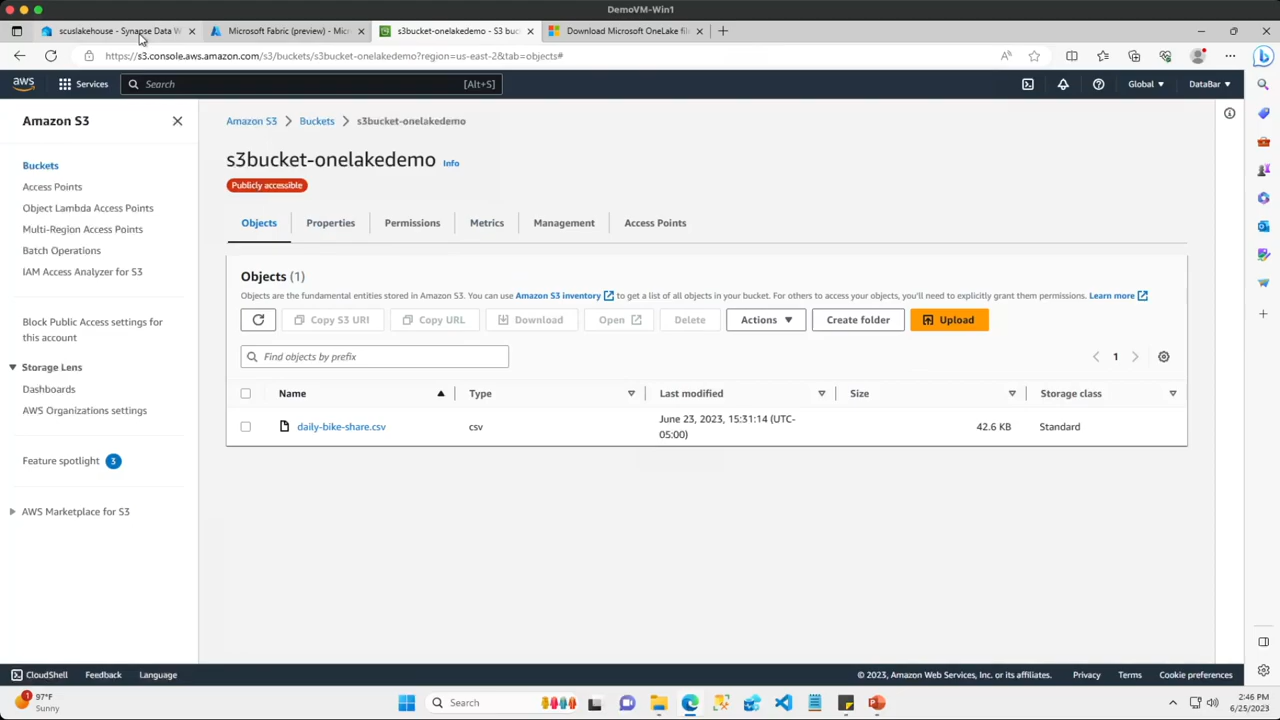 DemoVM-Win1
scuslakehouse - Synapse Data W
Microsoft Fabric (preview) - Micr
s3bucket-onelakedemo - S3 buc
Download Microsoft OneLake fil
https://s3.console.aws.amazon.com/s3/buckets/s3bucket-onelakedemo?region=us-east-2&tab=objects#
aws
Services
Search
[Alt+S]
Global
DataBar
Amazon S3
Amazon S3 > Buckets > s3bucket-onelakedemo
s3bucket-onelakedemo Info
Publicly accessible
Buckets
Access Points
Object Lambda Access Points
Multi-Region Access Points
Batch Operations
IAM Access Analyzer for S3
Block Public Access settings for
this account
Storage Lens
Dashboards
AWS Organizations settings
Feature spotlight 3
AWS Marketplace for S3
Objects
Properties
Permissions
Metrics
Management
Access Points
Objects (1)
Objects are the fundamental entities stored in Amazon S3. You can use Amazon S3 inventory to get a list of all objects in your bucket. For others to access your objects, you'll need to explicitly grant them permissions. Learn more
Copy S3 URI
Copy URL
Download
Open
Delete
Actions
Create folder
Upload
Find objects by prefix
1
Name
Type
Last modified
Size
Storage class
daily-bike-share.csv
csv
June 23, 2023, 15:31:14 (UTC-
05:00)
42.6 KB
Standard
CloudShell
Feedback
Language
© 2023, Amazon Web Services, Inc. or its affiliates.
Privacy
Terms
Cookie preferences
1
97°F
Sunny
Search
2:46 PM
6/25/2023